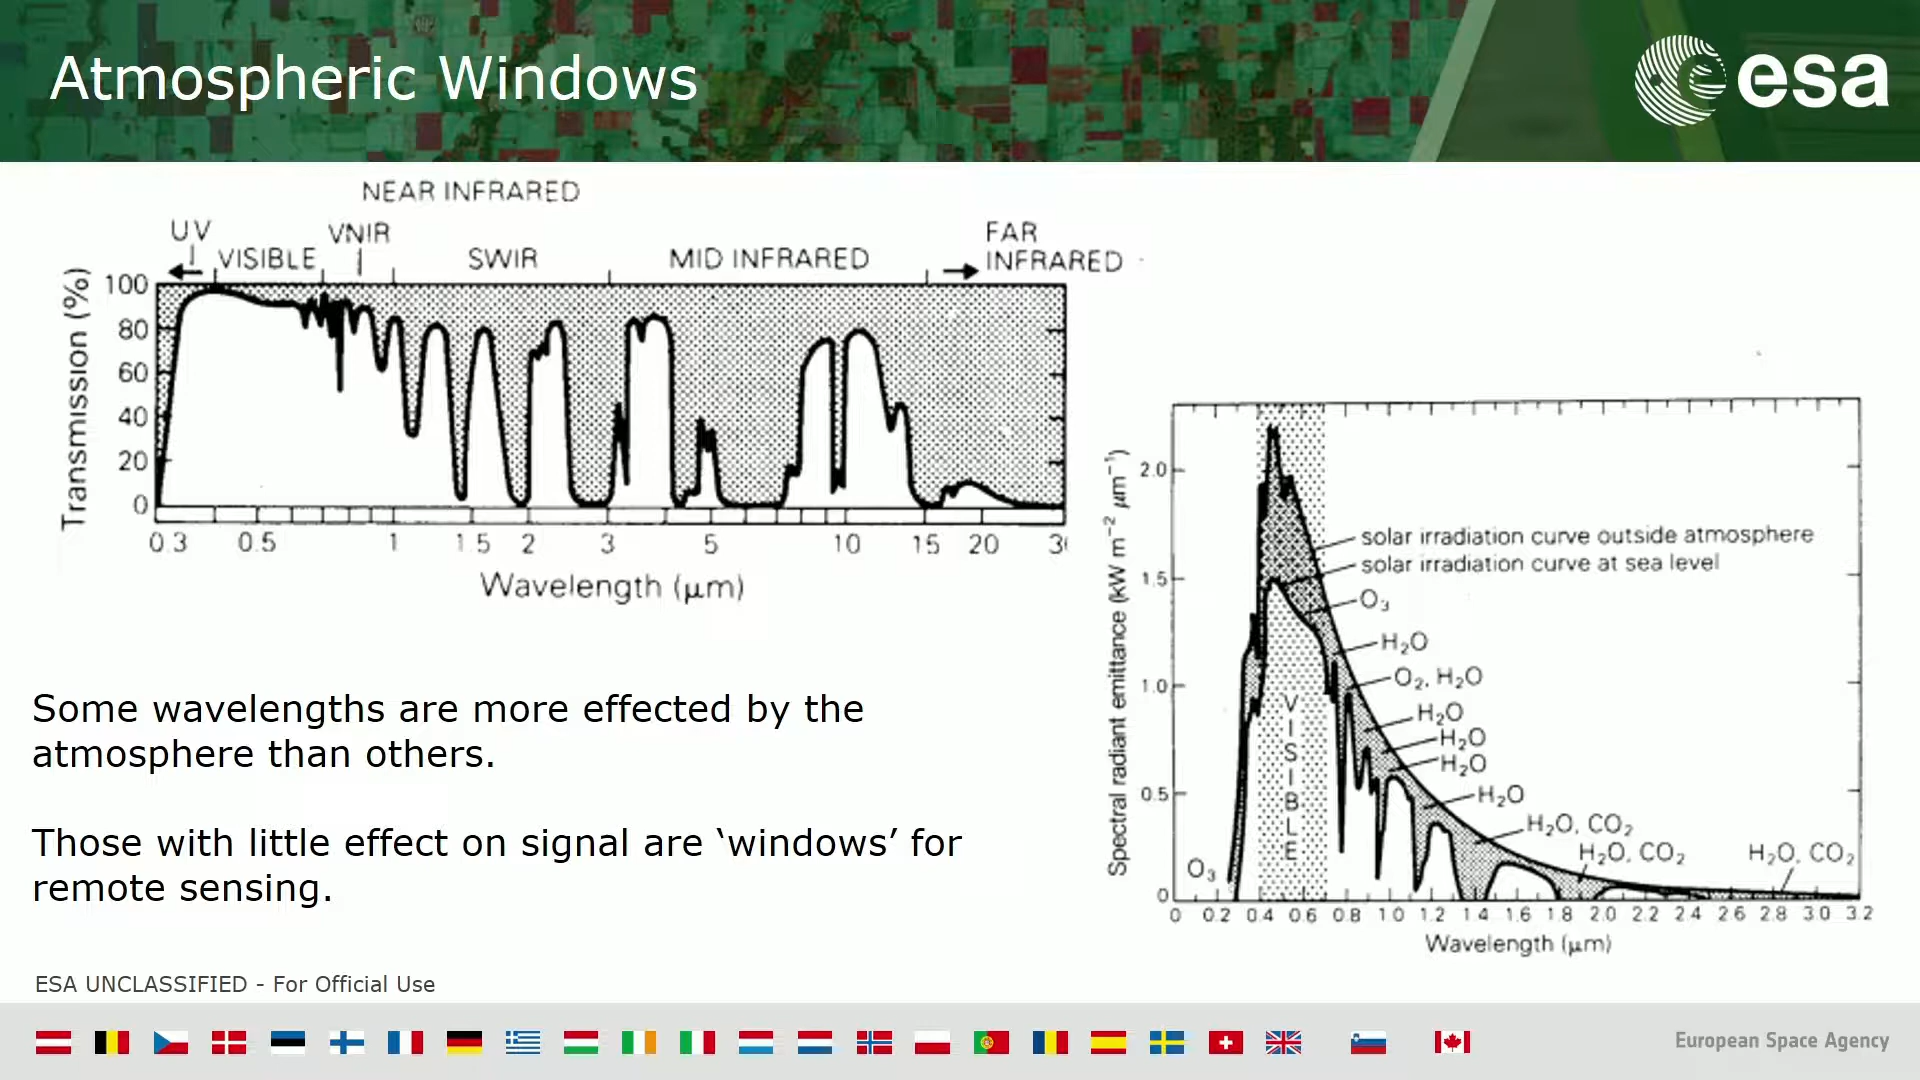 Atmospheric Windows
esa
NEAR INFRARED
UV
VISIBLE
VNIR
SWIR
MID INFRARED
FAR
INFRARED
Transmission (%)
100
80
60
40
20
0
0.3 0.5 1 1.5 2 3 5 10 15 20
Wavelength (μm)
Spectral radiant emittance (kW m⁻² μm⁻¹)
2.0
1.5
1.0
0.5
0
solar irradiation curve outside atmosphere
solar irradiation curve at sea level
O₃
H₂O
O₂, H₂O
H₂O
H₂O
H₂O
H₂O
H₂O, CO₂
H₂O, CO₂
H₂O, CO₂
O₃
VISIBLE
0 0.2 0.4 0.6 0.8 1.0 1.2 1.4 1.6 1.8 2.0 2.2 2.4 2.6 2.8 3.0 3.2
Wavelength (μm)
Some wavelengths are more effected by the
atmosphere than others.
Those with little effect on signal are ‘windows’ for
remote sensing.
ESA UNCLASSIFIED - For Official Use
European Space Agency